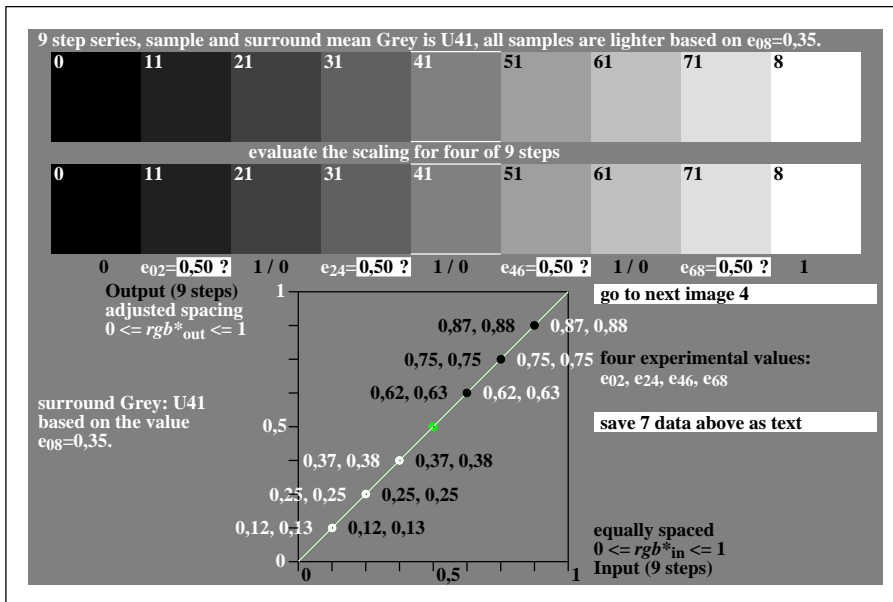 9 step series, sample and surround mean Grey is U41, all samples are lighter based on e08=0,35.
0 11 21 31 41 51 61 71 8
evaluate the scaling for four of 9 steps
0 11 21 31 41 51 61 71 8
0 e02= 0,50 ? 1 / 0 e24= 0,50 ? 1 / 0 e46= 0,50 ? 1 / 0 e68= 0,50 ? 1
Output (9 steps)
adjusted spacing
0 <= rgb*out <= 1
surround Grey: U41
based on the value
e08=0,35.
1
0,5
0
0,87, 0,88 0,87, 0,88
0,75, 0,75 0,75, 0,75
0,62, 0,63 0,62, 0,63
0,37, 0,38 0,37, 0,38
0,25, 0,25 0,25, 0,25
0,12, 0,13 0,12, 0,13
0 0,5 1
go to next image 4
four experimental values:
e02, e24, e46, e68
save 7 data above as text
equally spaced
0 <= rgb*in <= 1
Input (9 steps)